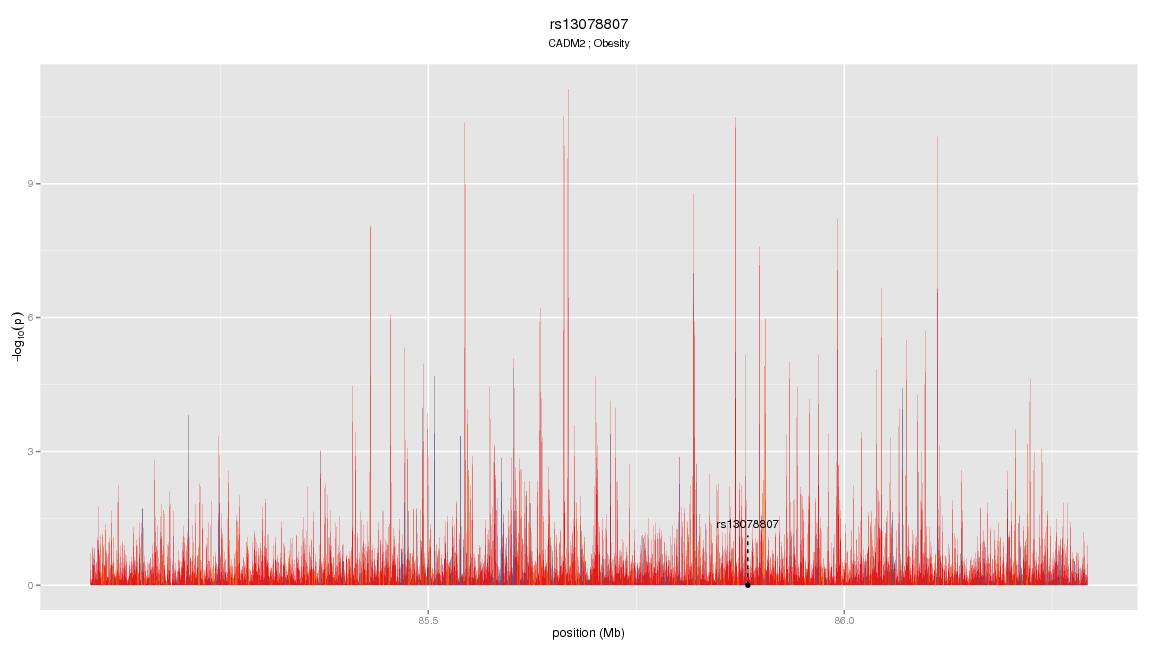 rs13078807
CADM2 ; Obesity
9
6
3
0
−log10(p)
rs13078807
85.5
86.0
position (Mb)